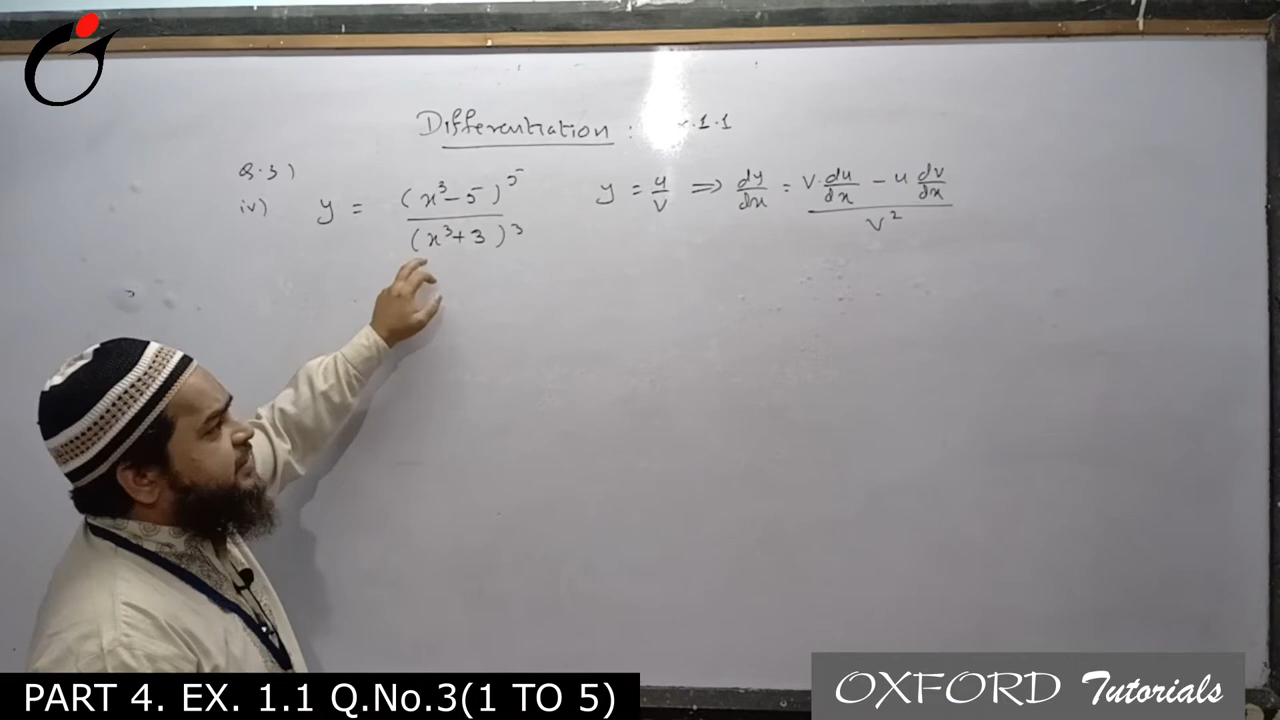 Differentiation : 1.1
Q.3)
iv) y = (x³-5)⁵ / (x³+3)³ y = u/v ⇒ dy/dx = (v.du/dx - u dv/dx) / v²
PART 4. EX. 1.1 Q.No.3(1 TO 5)
OXFORD Tutorials